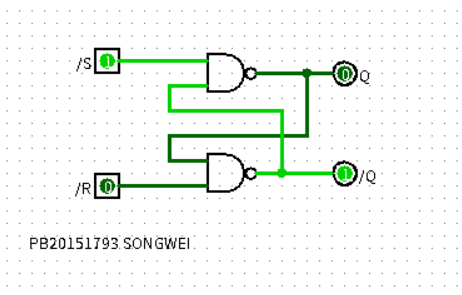 /S 1 0 Q
/R 0 1 /Q
PB20151793 SONGWEI